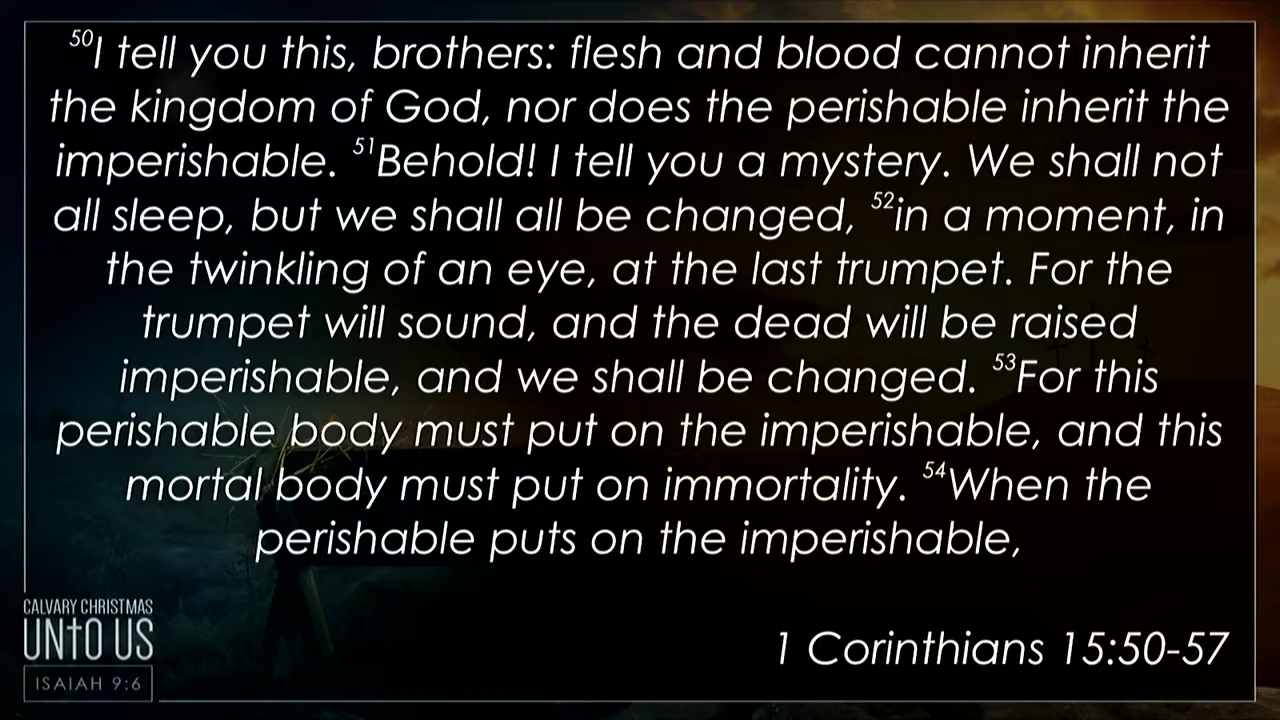 50I tell you this, brothers: flesh and blood cannot inherit
the kingdom of God, nor does the perishable inherit the
imperishable. 51Behold! I tell you a mystery. We shall not
all sleep, but we shall all be changed, 52in a moment, in
the twinkling of an eye, at the last trumpet. For the
trumpet will sound, and the dead will be raised
imperishable, and we shall be changed. 53For this
perishable body must put on the imperishable, and this
mortal body must put on immortality. 54When the
perishable puts on the imperishable,
1 Corinthians 15:50-57
CALVARY CHRISTMAS
UNTO US
ISAIAH 9:6